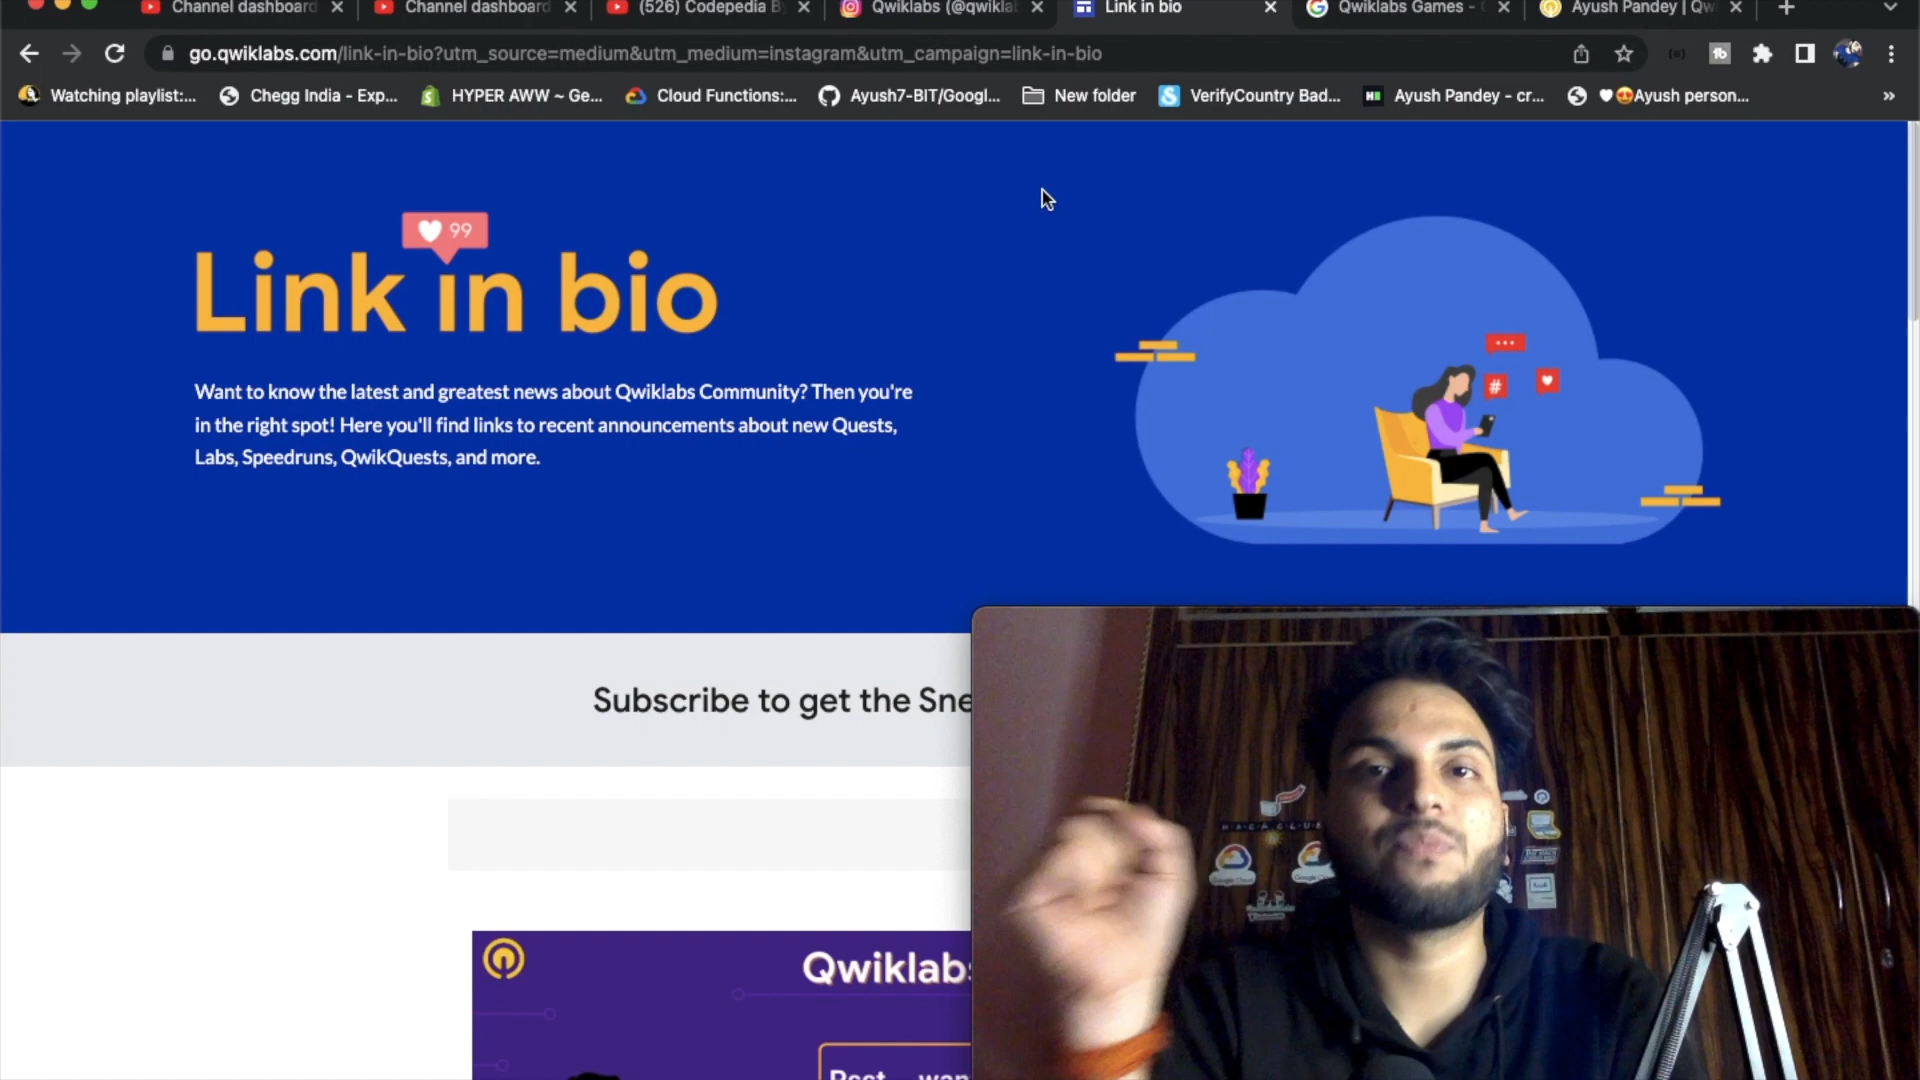 Channel dashboard
Channel dashboard
(526) Codepedia B
Qwiklabs (@qwikla
Link in bio
Qwiklabs Games -
Ayush Pandey | Qw
go.qwiklabs.com/link-in-bio?utm_source=medium&utm_medium=instagram&utm_campaign=link-in-bio
Watching playlist:...
Chegg India - Exp...
HYPER AWW ~ Ge...
Cloud Functions:...
Ayush7-BIT/Googl...
New folder
VerifyCountry Bad...
Ayush Pandey - cr...
Ayush person...
99
Link in bio
Want to know the latest and greatest news about Qwiklabs Community? Then you're
in the right spot! Here you'll find links to recent announcements about new Quests,
Labs, Speedruns, QwikQuests, and more.
#
Subscribe to get the Sne
Qwiklabs